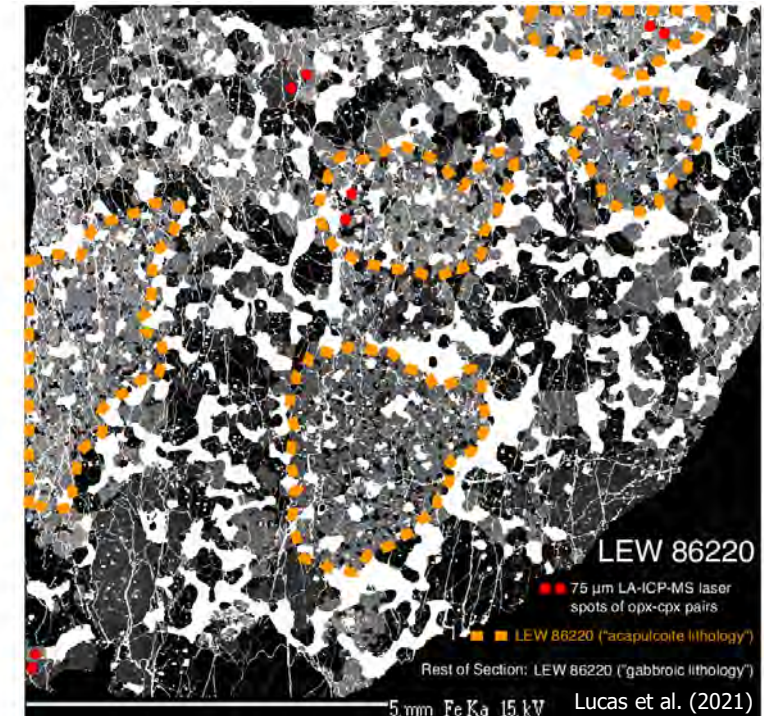 LEW 86220
75 µm LA-ICP-MS laser
spots of opx-cpx pairs
LEW 86220 ("acapulcoite lithology")
Rest of Section: LEW 86220 ("gabbroic lithology")
5 mm Fe Ka 15 kV
Lucas et al. (2021)